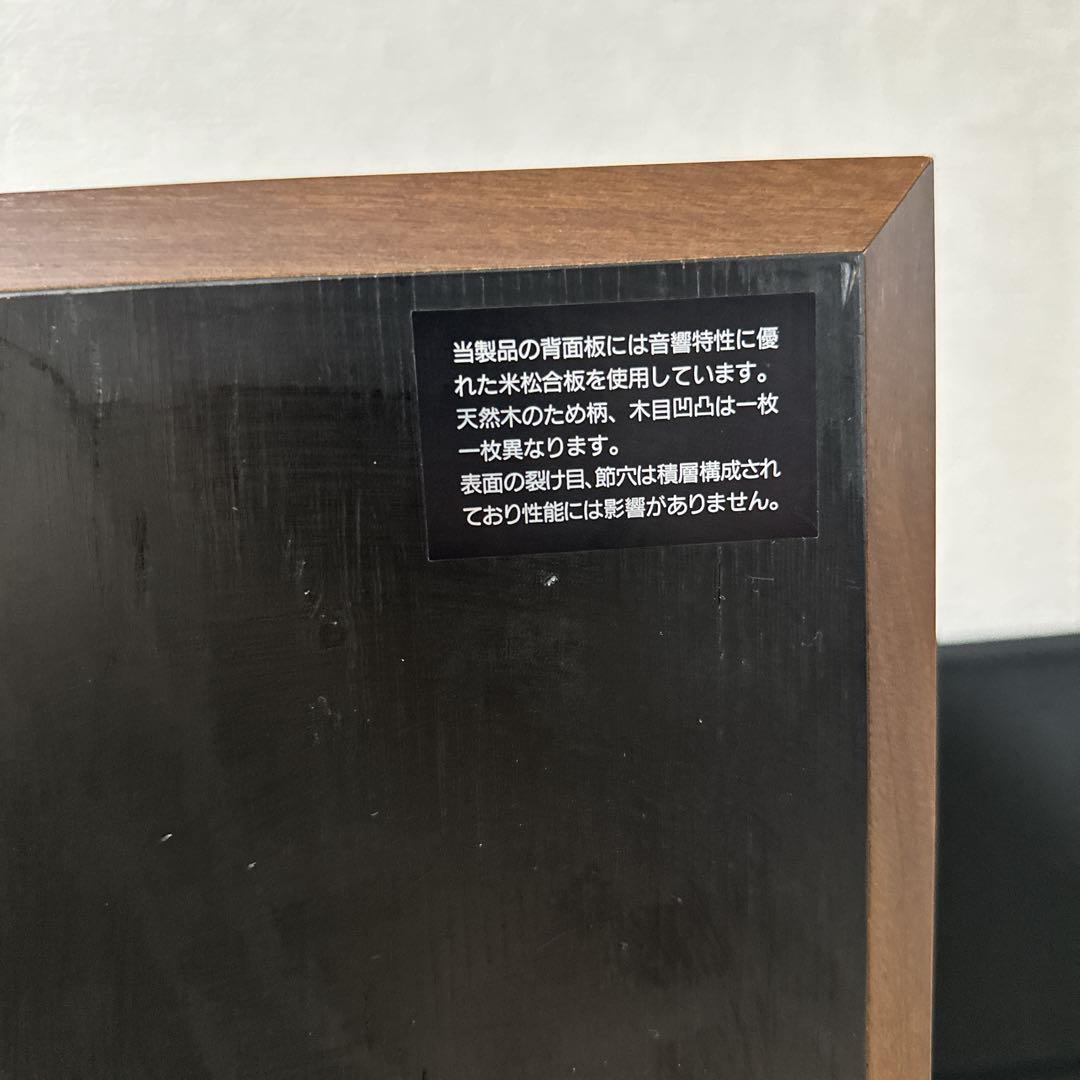 当製品の背面板には音響特性に優
れた米松合板を使用しています。
天然木のため柄、木目凹凸は一枚
一枚異なります。
表面の裂け目、節穴は積層構成され
ており性能には影響がありません。